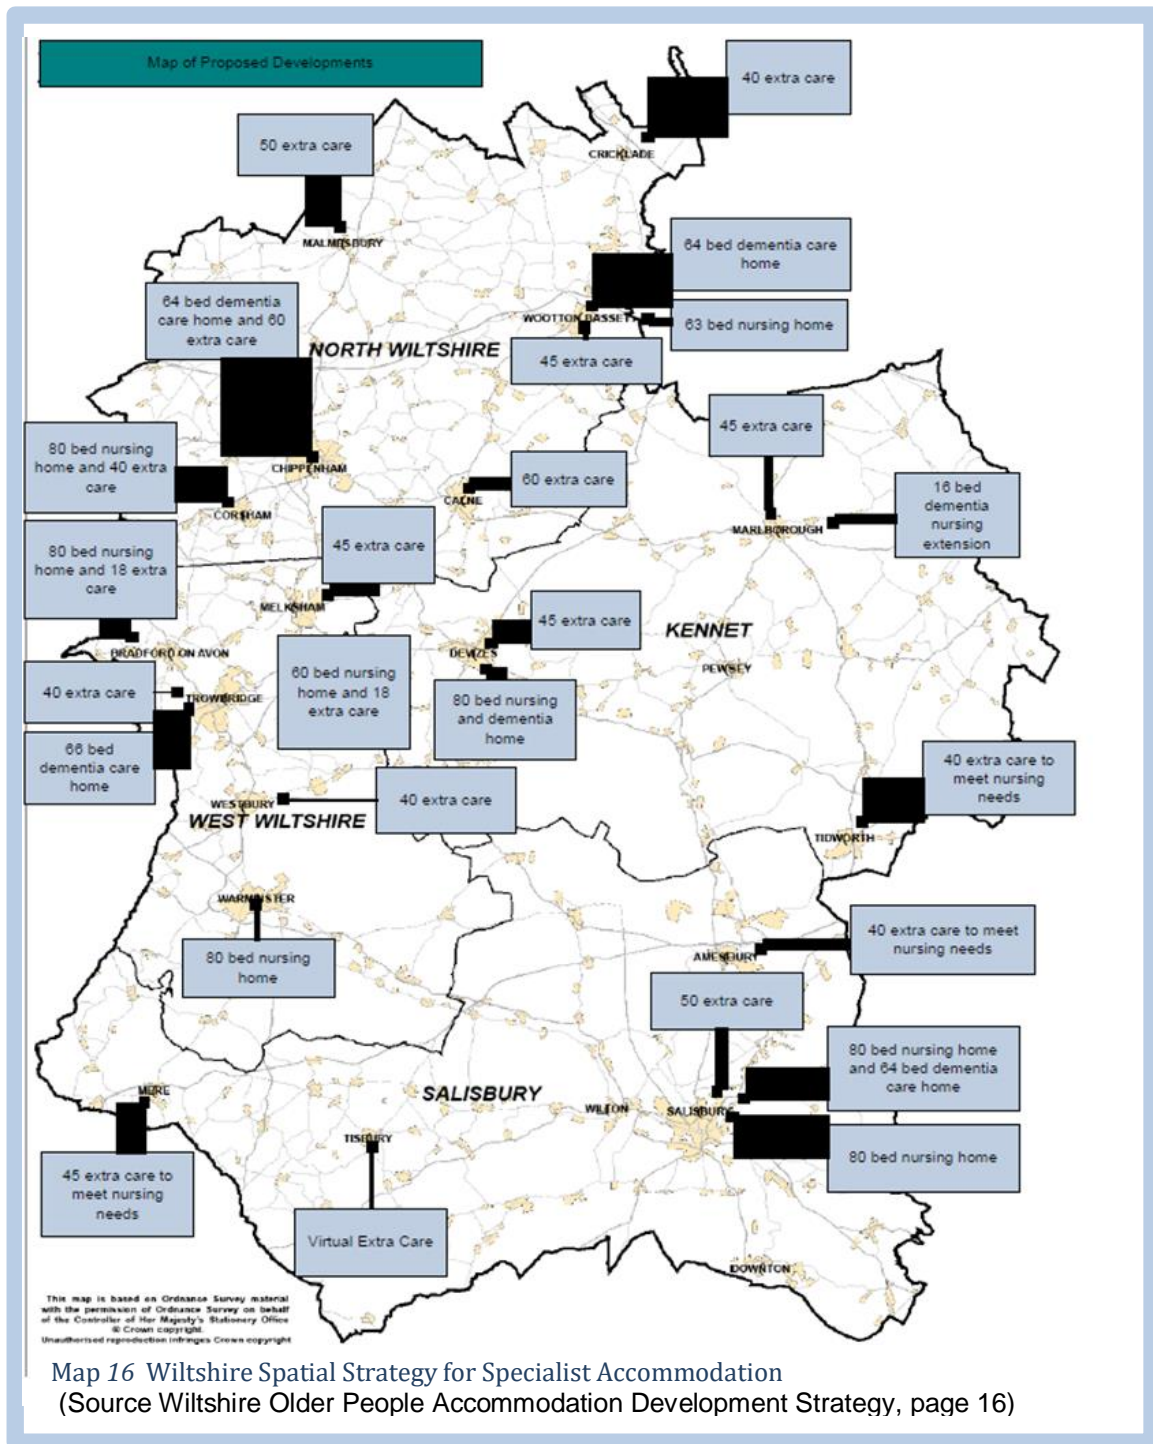 Map of Proposed Developments
40 extra care
50 extra care
CRICKLADE
MALMESBURY
64 bed dementia care
home
64 bed dementia
care home and 60
extra care
WOOTTON BASSETT
63 bed nursing home
45 extra care
NORTH WILTSHIRE
45 extra care
80 bed nursing
home and 40 extra
care
CHIPPENHAM
60 extra care
CALNE
16 bed
dementia
nursing
extension
CORSHAM
MARLBOROUGH
80 bed nursing
home and 18 extra
care
45 extra care
MELKSHAM
45 extra care
KENNET
BRADFORD ON AVON
DEVIZES
PEWSEY
40 extra care
TROWBRIDGE
60 bed nursing
home and 18
extra care
80 bed nursing
and dementia
home
66 bed
dementia care
home
40 extra care to
meet nursing
needs
WESTBURY
40 extra care
WEST WILTSHIRE
TIDWORTH
WARMINSTER
80 bed nursing
home
40 extra care to meet
nursing needs
AMESBURY
50 extra care
80 bed nursing home
and 64 bed dementia
care home
MERE
SALISBURY
WILTON
SALISBURY
TISBURY
80 bed nursing home
45 extra care to
meet nursing
needs
Virtual Extra Care
DOWNTON
This map is based on Ordnance Survey material
with the permission of Ordnance Survey on behalf
of the Controller of Her Majesty's Stationery Office
© Crown copyright.
Unauthorised reproduction infringes Crown copyright
Map 16 Wiltshire Spatial Strategy for Specialist Accommodation
(Source Wiltshire Older People Accommodation Development Strategy, page 16)